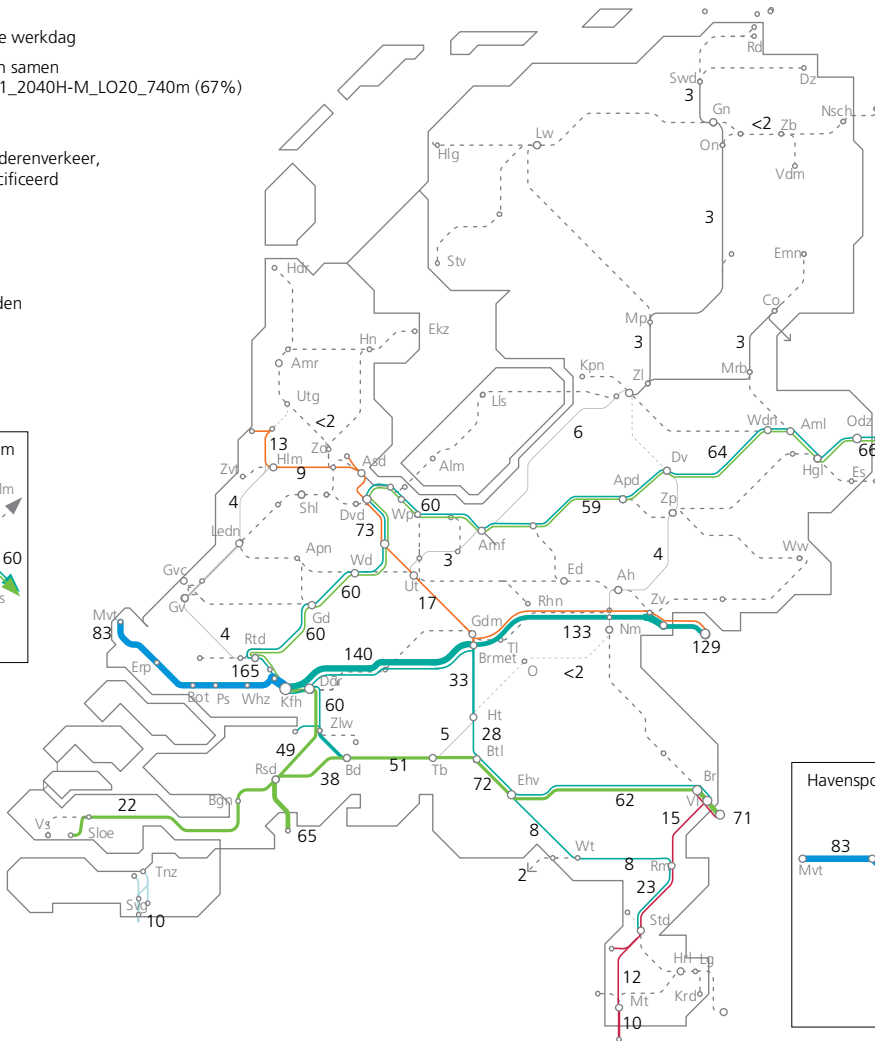 e werkdag
n samen
1_2040H-M_LO20_740m (67%)
derenverkeer,
cificeerd
den
m
lm
60
s
Rd
Swd
Dz
3
Gn
<2
Zb
Nsch
On
Vdm
Lw
Hlg
3
Stv
Emn
Hdr
Co
Mp
Ekz
Hn
3
3
Amr
Kpn
Zl
Mrb
Utg
Lls
<2
6
Wdn
Aml
Odz
13
Zd
64
66
Hlm
9
Asd
Alm
Dv
Hgl
Zvt
Es
Apd
4
Shl
Wp
60
59
Zp
Dvd
73
Ledn
Amf
Apn
Wd
3
4
Ww
Gvc
60
Ut
Ed
Ah
Gv
Gd
17
Rhn
Zv
Mvt
60
Gdm
83
4
Rtd
133
Nm
Tl
129
Erp
165
140
Brmet
O
<2
Bot
Ps
Whz
Kfh
Ddr
33
60
Zlw
Ht
5
28
49
Btl
Rsd
38
Bd
51
Tb
72
Ehv
Br
Bgn
62
Vl
22
15
71
Vs
Sloe
65
8
Wt
8
Rm
2
Tnz
23
Svg
10
Std
Hrl
Lg
12
Mt
Krd
10
Havenspo
83
Mvt